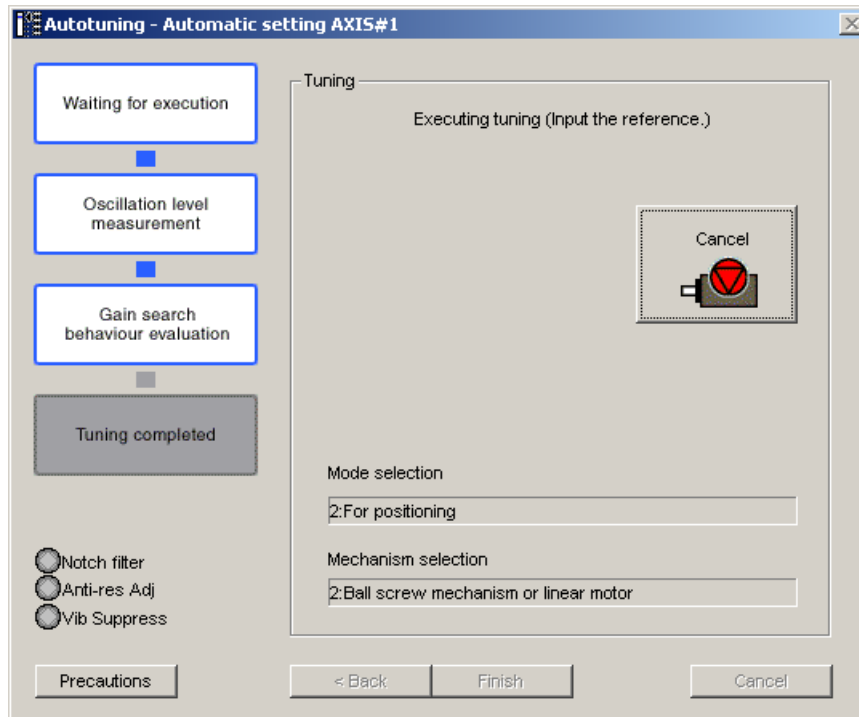 Autotuning - Automatic setting AXIS#1
Waiting for execution
Oscillation level
measurement
Gain search
behaviour evaluation
Tuning completed
Notch filter
Anti-res Adj
Vib Suppress
Tuning
Executing tuning (Input the reference.)
Cancel
Mode selection
2:For positioning
Mechanism selection
2:Ball screw mechanism or linear motor
Precautions
< Back
Finish
Cancel